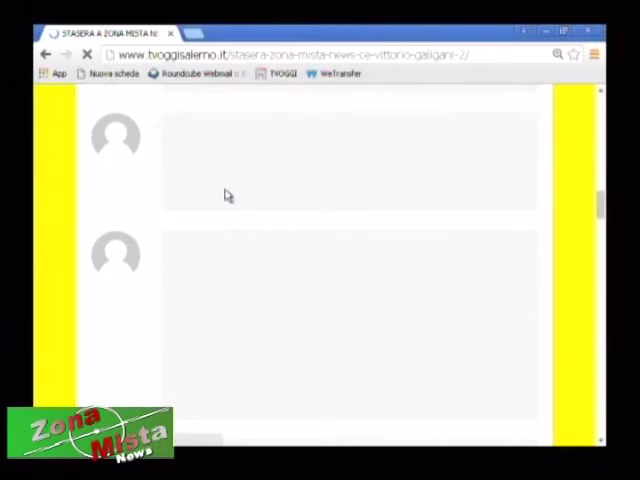 STASERA A ZONA MISTA N
www.tvoggisalerno.it/stasera-zona-mista-news-ce-vittorio-galigani-2/
App
Nuova scheda
Roundcube Webmail ::
TVOGGI
WeTransfer
Zona
Mista
News